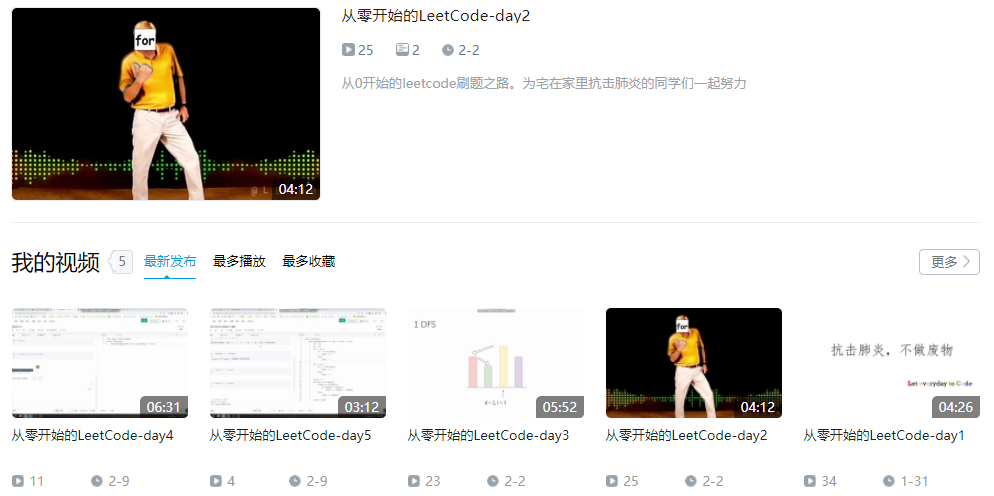 从零开始的LeetCode-day2
for
25 2 2-2
从0开始的leetcode刷题之路。为宅在家里抗击肺炎的同学们一起努力
@ L
04:12
我的视频 5 最新发布 最多播放 最多收藏 更多
1 DFS
for
抗击肺炎，不做废物
Let everyday to Code
06:31 03:12 05:52 04:12 04:26
从零开始的LeetCode-day4 从零开始的LeetCode-day5 从零开始的LeetCode-day3 从零开始的LeetCode-day2 从零开始的LeetCode-day1
11 2-9 4 2-9 23 2-2 25 2-2 34 1-31